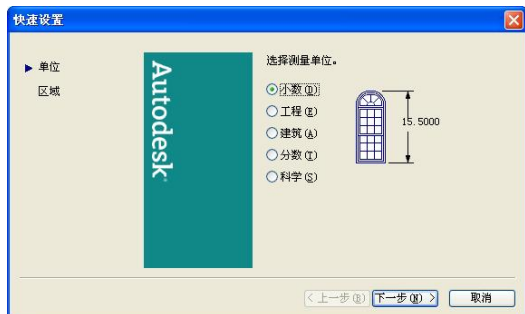 快速设置
单位
区域
Autodesk
选择测量单位。
小数(D)
工程(E)
建筑(A)
分数(T)
科学(S)
15.5000
< 上一步(B)
下一步(N) >
取消